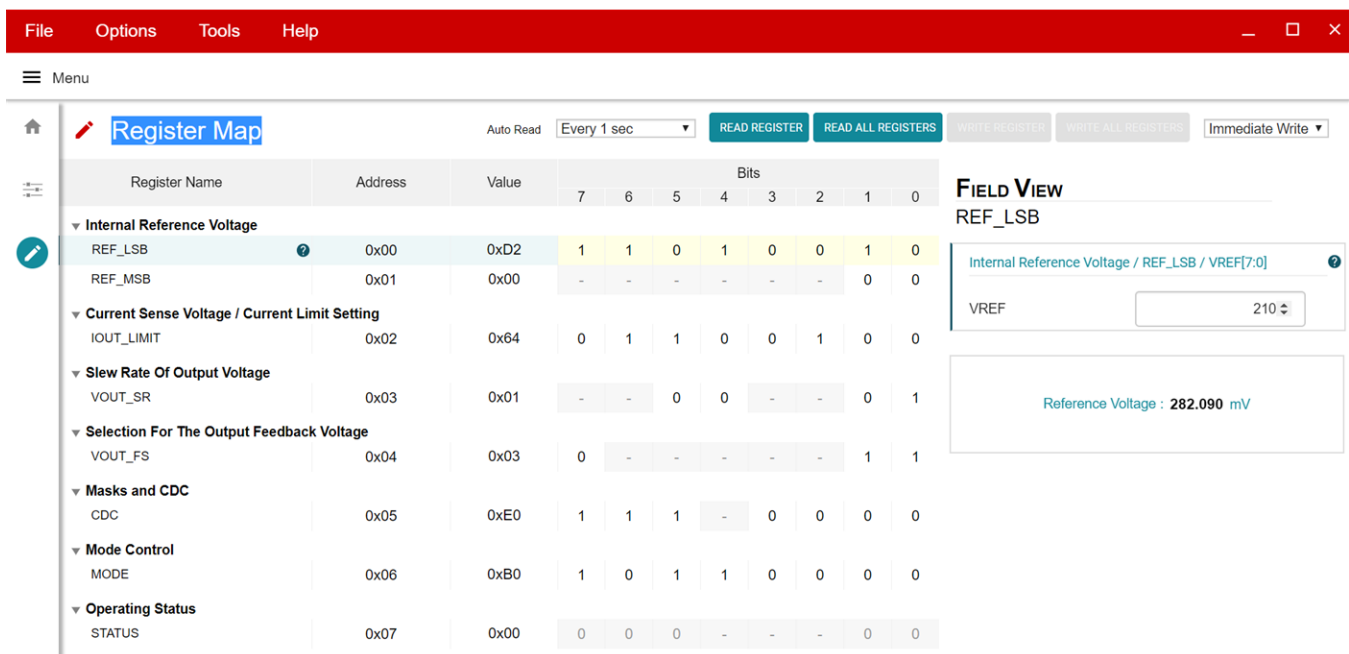 File Options Tools Help
Menu
Register Map Auto Read Every 1 sec READ REGISTER READ ALL REGISTERS WRITE REGISTER WRITE ALL REGISTERS Immediate Write
Register Name Address Value Bits
7 6 5 4 3 2 1 0
Internal Reference Voltage
REF_LSB 0x00 0xD2 1 1 0 1 0 0 1 0
REF_MSB 0x01 0x00 - - - - - - 0 0
Current Sense Voltage / Current Limit Setting
IOUT_LIMIT 0x02 0x64 0 1 1 0 0 1 0 0
Slew Rate Of Output Voltage
VOUT_SR 0x03 0x01 - - 0 0 - - 0 1
Selection For The Output Feedback Voltage
VOUT_FS 0x04 0x03 0 - - - - - 1 1
Masks and CDC
CDC 0x05 0xE0 1 1 1 - 0 0 0 0
Mode Control
MODE 0x06 0xB0 1 0 1 1 0 0 0 0
Operating Status
STATUS 0x07 0x00 0 0 0 - - - 0 0
FIELD VIEW
REF_LSB
Internal Reference Voltage / REF_LSB / VREF[7:0]
VREF 210
Reference Voltage : 282.090 mV